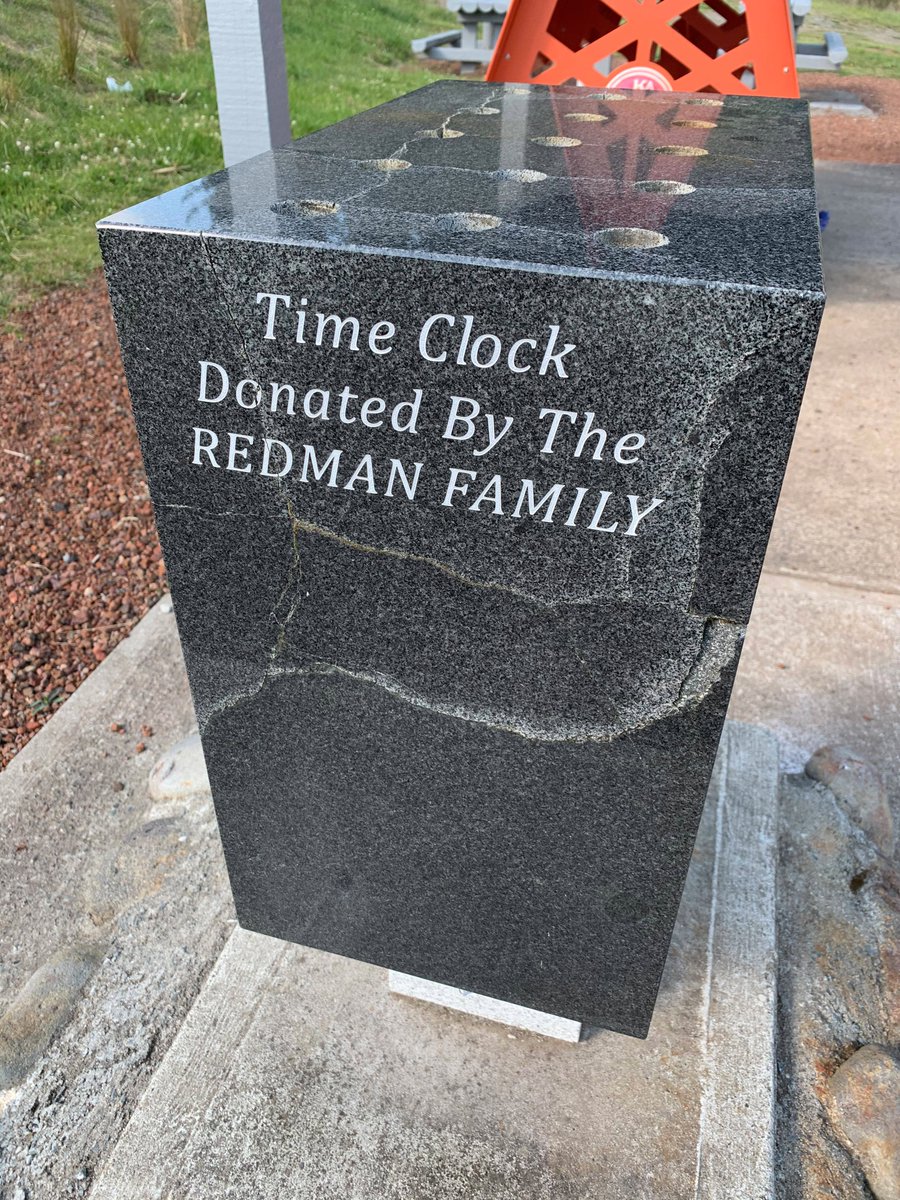 Time Clock
Donated By The
REDMAN FAMILY